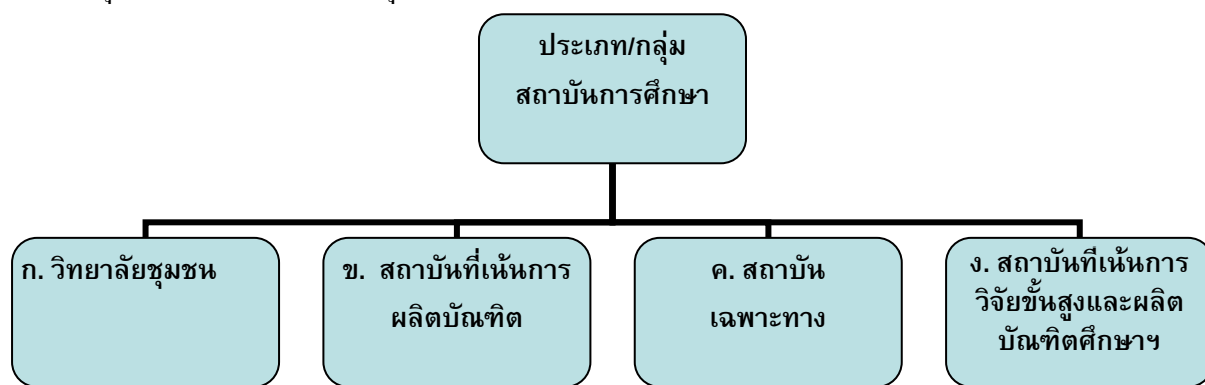 ประเภท/กลุ่ม
สถาบันการศึกษา
ก. วิทยาลัยชุมชน
ข. สถาบันที่เน้นการ
ผลิตบัณฑิต
ค. สถาบัน
เฉพาะทาง
ง. สถาบันที่เน้นการ
วิจัยขั้นสูงและผลิต
บัณฑิตศึกษาฯ